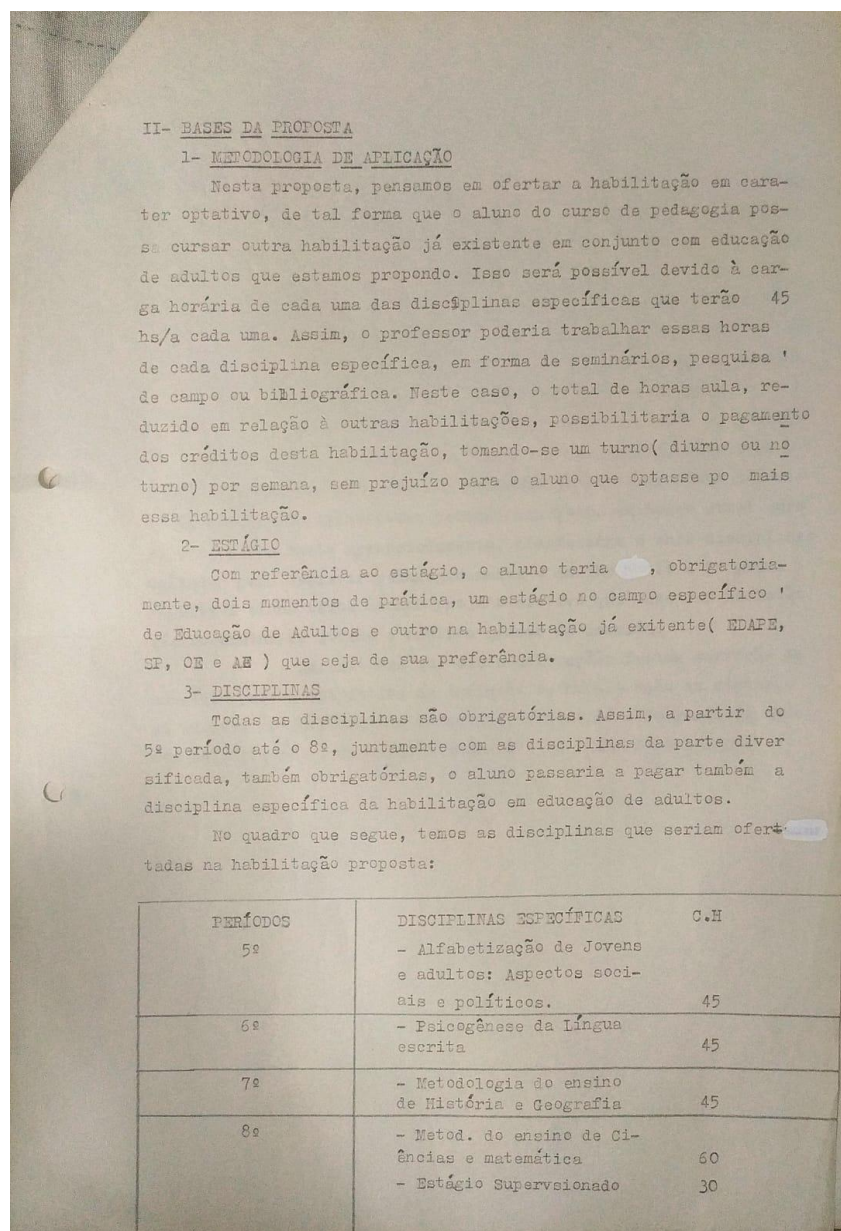 II- BASES DA PROPOSTA
1- METODOLOGIA DE APLICAÇÃO
Nesta proposta, pensamos em ofertar a habilitação em cara-
ter optativo, de tal forma que o aluno do curso de pedagogia pos-
sa cursar outra habilitação já existente em conjunto com educação
de adultos que estamos propondo. Isso será possível devido à car-
ga horária de cada uma das disc$plinas específicas que terão 45
hs/a cada uma. Assim, o professor poderia trabalhar essas horas
de cada disciplina específica, em forma de seminários, pesquisa '
de campo ou bibliográfica. Neste caso, o total de horas aula, re-
duzido em relação à outras habilitações, possibilitaria o pagamento
dos créditos desta habilitação, tomando-se um turno( diurno ou no
turno) por semana, sem prejuízo para o aluno que optasse po mais
essa habilitação.
2- ESTÁGIO
Com referência ao estágio, o aluno teria , obrigatoria-
mente, dois momentos de prática, um estágio no campo específico '
de Educação de Adultos e outro na habilitação já exitente( EDAPE,
SP, OE e AE ) que seja de sua preferência.
3- DISCIPLINAS
Todas as disciplinas são obrigatórias. Assim, a partir do
5º período até o 8º, juntamente com as disciplinas da parte diver
sificada, também obrigatórias, o aluno passaria a pagar também a
disciplina específica da habilitação em educação de adultos.
No quadro que segue, temos as disciplinas que seriam ofert
tadas na habilitação proposta:
PERÍODOS DISCIPLINAS ESPECÍFICAS C.H
5º - Alfabetização de Jovens
e adultos: Aspectos soci-
ais e políticos. 45
6º - Psicogênese da Língua
escrita 45
7º - Metodologia do ensino
de História e Geografia 45
8º - Metod. do ensino de Ci-
ências e matemática 60
- Estágio Supervsionado 30